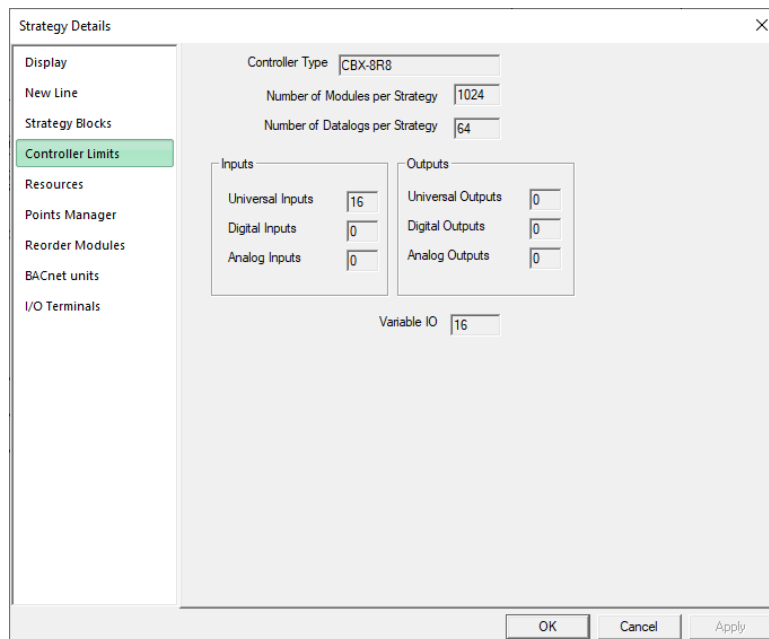 Strategy Details
Display
New Line
Strategy Blocks
Controller Limits
Resources
Points Manager
Reorder Modules
BACnet units
I/O Terminals
Controller Type CBX-8R8
Number of Modules per Strategy 1024
Number of Datalogs per Strategy 64
Inputs
Universal Inputs 16
Digital Inputs 0
Analog Inputs 0
Outputs
Universal Outputs 0
Digital Outputs 0
Analog Outputs 0
Variable IO 16
OK Cancel Apply